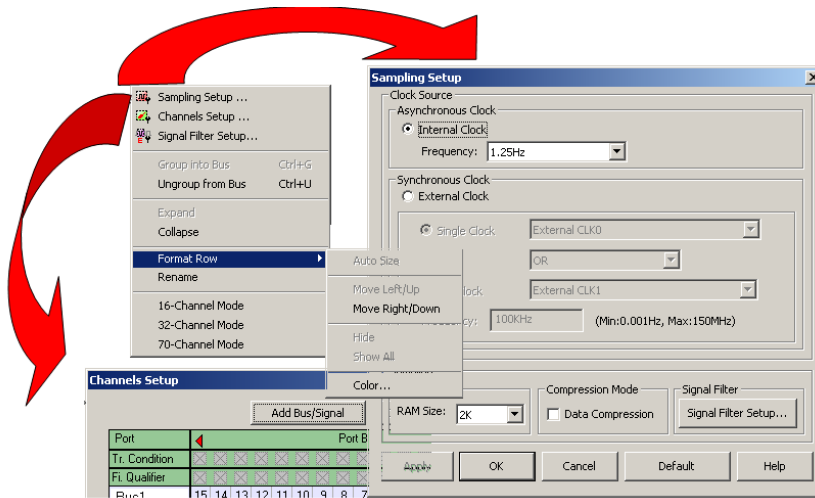 Sampling Setup ...
Channels Setup ...
Signal Filter Setup...
Group into Bus Ctrl+G
Ungroup from Bus Ctrl+U
Expand
Collapse
Format Row
Rename
16-Channel Mode
32-Channel Mode
70-Channel Mode
Auto Size
Move Left/Up
Move Right/Down
Hide
Show All
Color...
Sampling Setup
Clock Source
Asynchronous Clock
Internal Clock
Frequency: 1.25Hz
Synchronous Clock
External Clock
Single Clock External CLK0
OR
External CLK1
100KHz (Min:0.001Hz, Max:150MHz)
RAM Size: 2K
Compression Mode
Data Compression
Signal Filter
Signal Filter Setup...
Apply OK Cancel Default Help
Channels Setup
Add Bus/Signal
Port Port B
Tr. Condition
Fi. Qualifier
Bus1 15 14 13 12 11 10 9 8 7